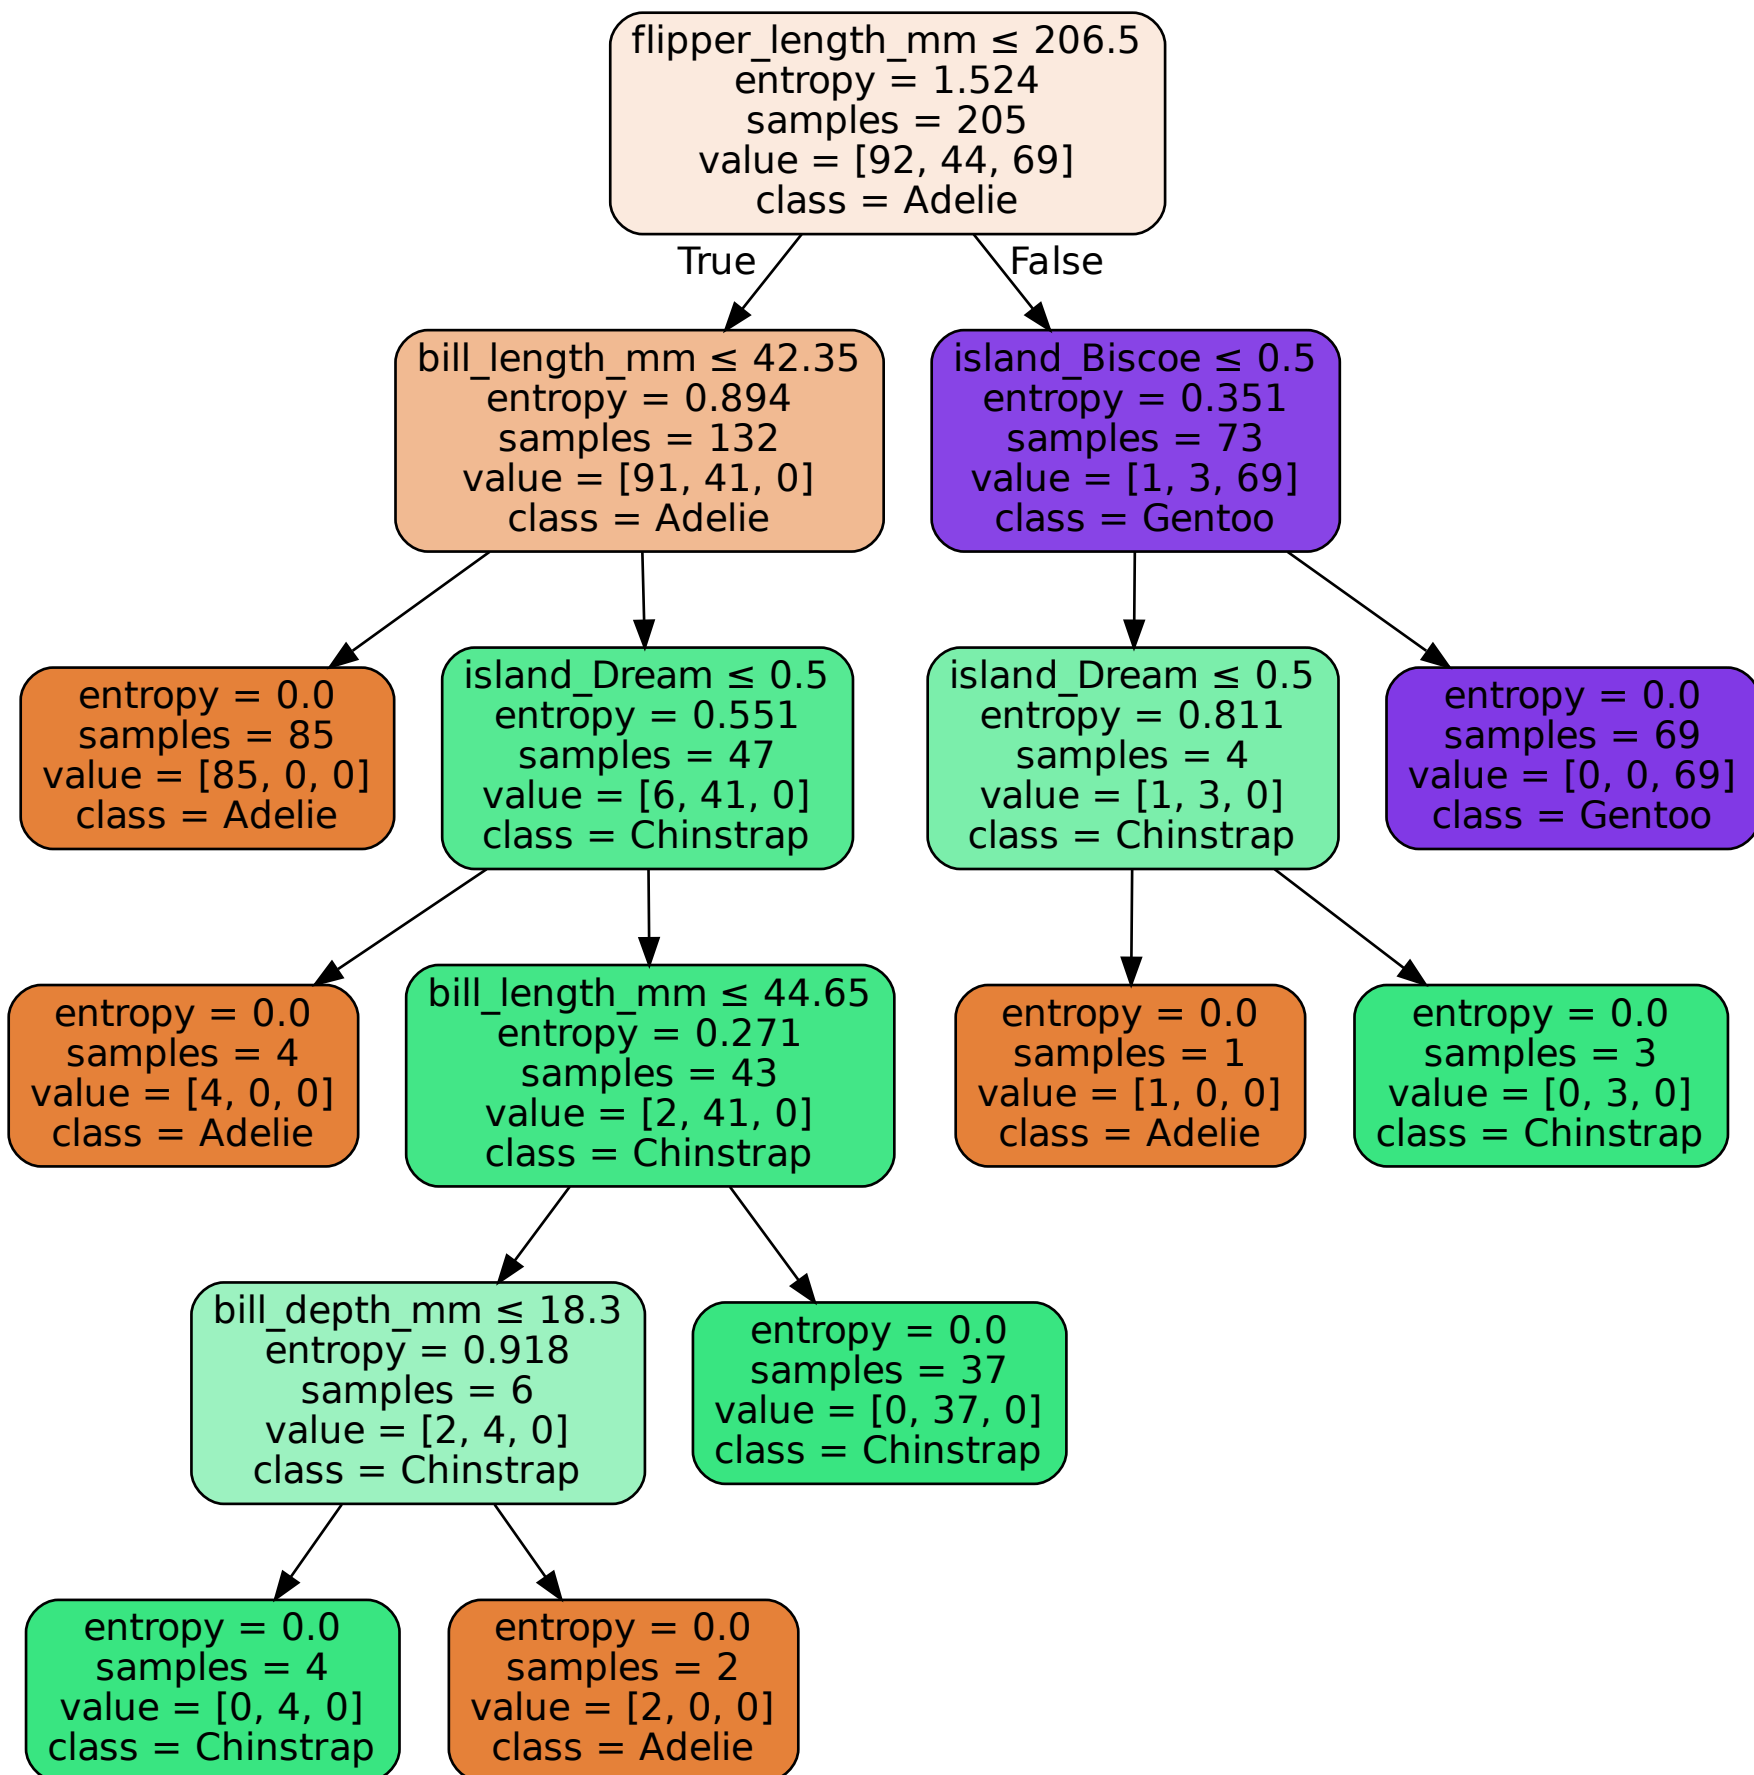 flipper_length_mm ≤ 206.5
entropy = 1.524
samples = 205
value = [92, 44, 69]
class = Adelie
True
False
bill_length_mm ≤ 42.35
entropy = 0.894
samples = 132
value = [91, 41, 0]
class = Adelie
island_Biscoe ≤ 0.5
entropy = 0.351
samples = 73
value = [1, 3, 69]
class = Gentoo
entropy = 0.0
samples = 85
value = [85, 0, 0]
class = Adelie
island_Dream ≤ 0.5
entropy = 0.551
samples = 47
value = [6, 41, 0]
class = Chinstrap
island_Dream ≤ 0.5
entropy = 0.811
samples = 4
value = [1, 3, 0]
class = Chinstrap
entropy = 0.0
samples = 69
value = [0, 0, 69]
class = Gentoo
entropy = 0.0
samples = 4
value = [4, 0, 0]
class = Adelie
bill_length_mm ≤ 44.65
entropy = 0.271
samples = 43
value = [2, 41, 0]
class = Chinstrap
entropy = 0.0
samples = 1
value = [1, 0, 0]
class = Adelie
entropy = 0.0
samples = 3
value = [0, 3, 0]
class = Chinstrap
bill_depth_mm ≤ 18.3
entropy = 0.918
samples = 6
value = [2, 4, 0]
class = Chinstrap
entropy = 0.0
samples = 37
value = [0, 37, 0]
class = Chinstrap
entropy = 0.0
samples = 4
value = [0, 4, 0]
class = Chinstrap
entropy = 0.0
samples = 2
value = [2, 0, 0]
class = Adelie